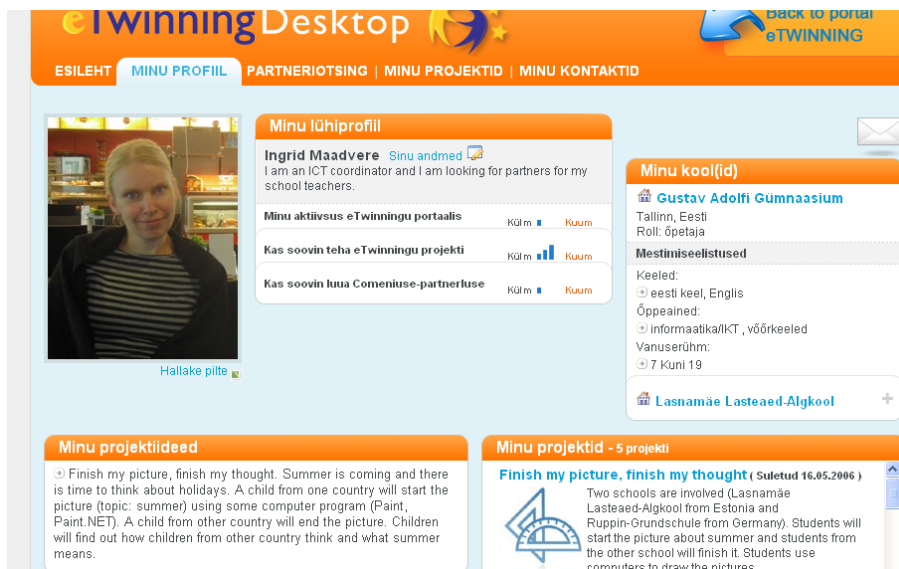 eTwinningDesktop
Back to portal
eTWINNING
ESILEHT MINU PROFIIL PARTNERIOTSING | MINU PROJEKTID | MINU KONTAKTID
Minu lühiprofiil
Ingrid Maadvere Sinu andmed
I am an ICT coordinator and I am looking for partners for my
school teachers.
Minu aktiivsus eTwinningu portaalis Külm Kuum
Kas soovin teha eTwinningu projekti Külm Kuum
Kas soovin luua Comeniuse-partnerluse Külm Kuum
Hallake pilte
Minu kool(id)
Gustav Adolfi Gümnaasium
Tallinn, Eesti
Roll: õpetaja
Mestimiseelistused
Keeled:
eesti keel, Englis
Õppeained:
informaatika/IKT , võõrkeeled
Vanuserühm:
7 Kuni 19
Lasnamäe Lasteaed-Algkool
Minu projektiideed
Finish my picture, finish my thought. Summer is coming and there
is time to think about holidays. A child from one country will start the
picture (topic: summer) using some computer program (Paint,
Paint.NET). A child from other country will end the picture. Children
will find out how children from other country think and what summer
means.
Minu projektid - 5 projekti
Finish my picture, finish my thought ( Suletud 16.05.2006 )
Two schools are involved (Lasnamäe
Lasteaed-Algkool from Estonia and
Ruppin-Grundschule from Germany). Students will
start the picture about summer and students from
the other school will finish it. Students use
computers to draw the pictures.